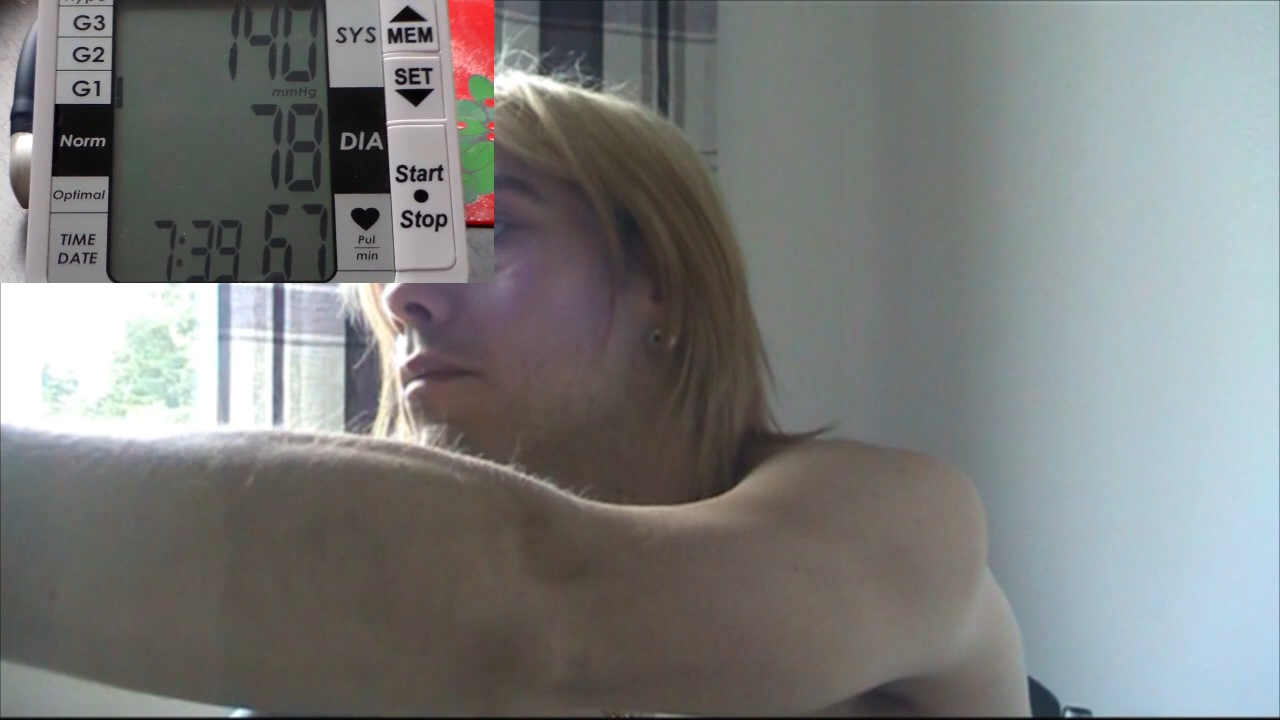 G3
G2
G1
Norm
Optimal
TIME
DATE
140
mmHg
78
7:39 67
SYS
DIA
Pul
min
MEM
SET
Start
Stop